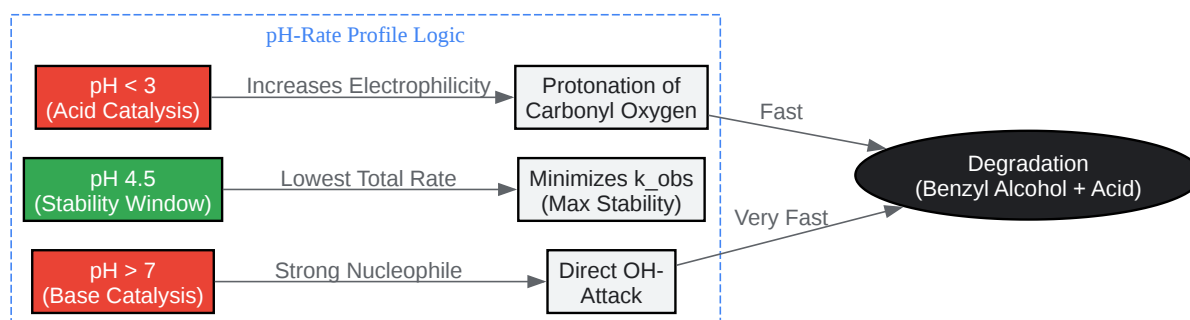 pH-Rate Profile Logic
pH < 3
(Acid Catalysis)
Increases Electrophilicity
Protonation of
Carbonyl Oxygen
Fast
pH 4.5
(Stability Window)
Lowest Total Rate
Minimizes k_obs
(Max Stability)
Degradation
(Benzyl Alcohol + Acid)
Very Fast
pH > 7
(Base Catalysis)
Strong Nucleophile
Direct OH-
Attack